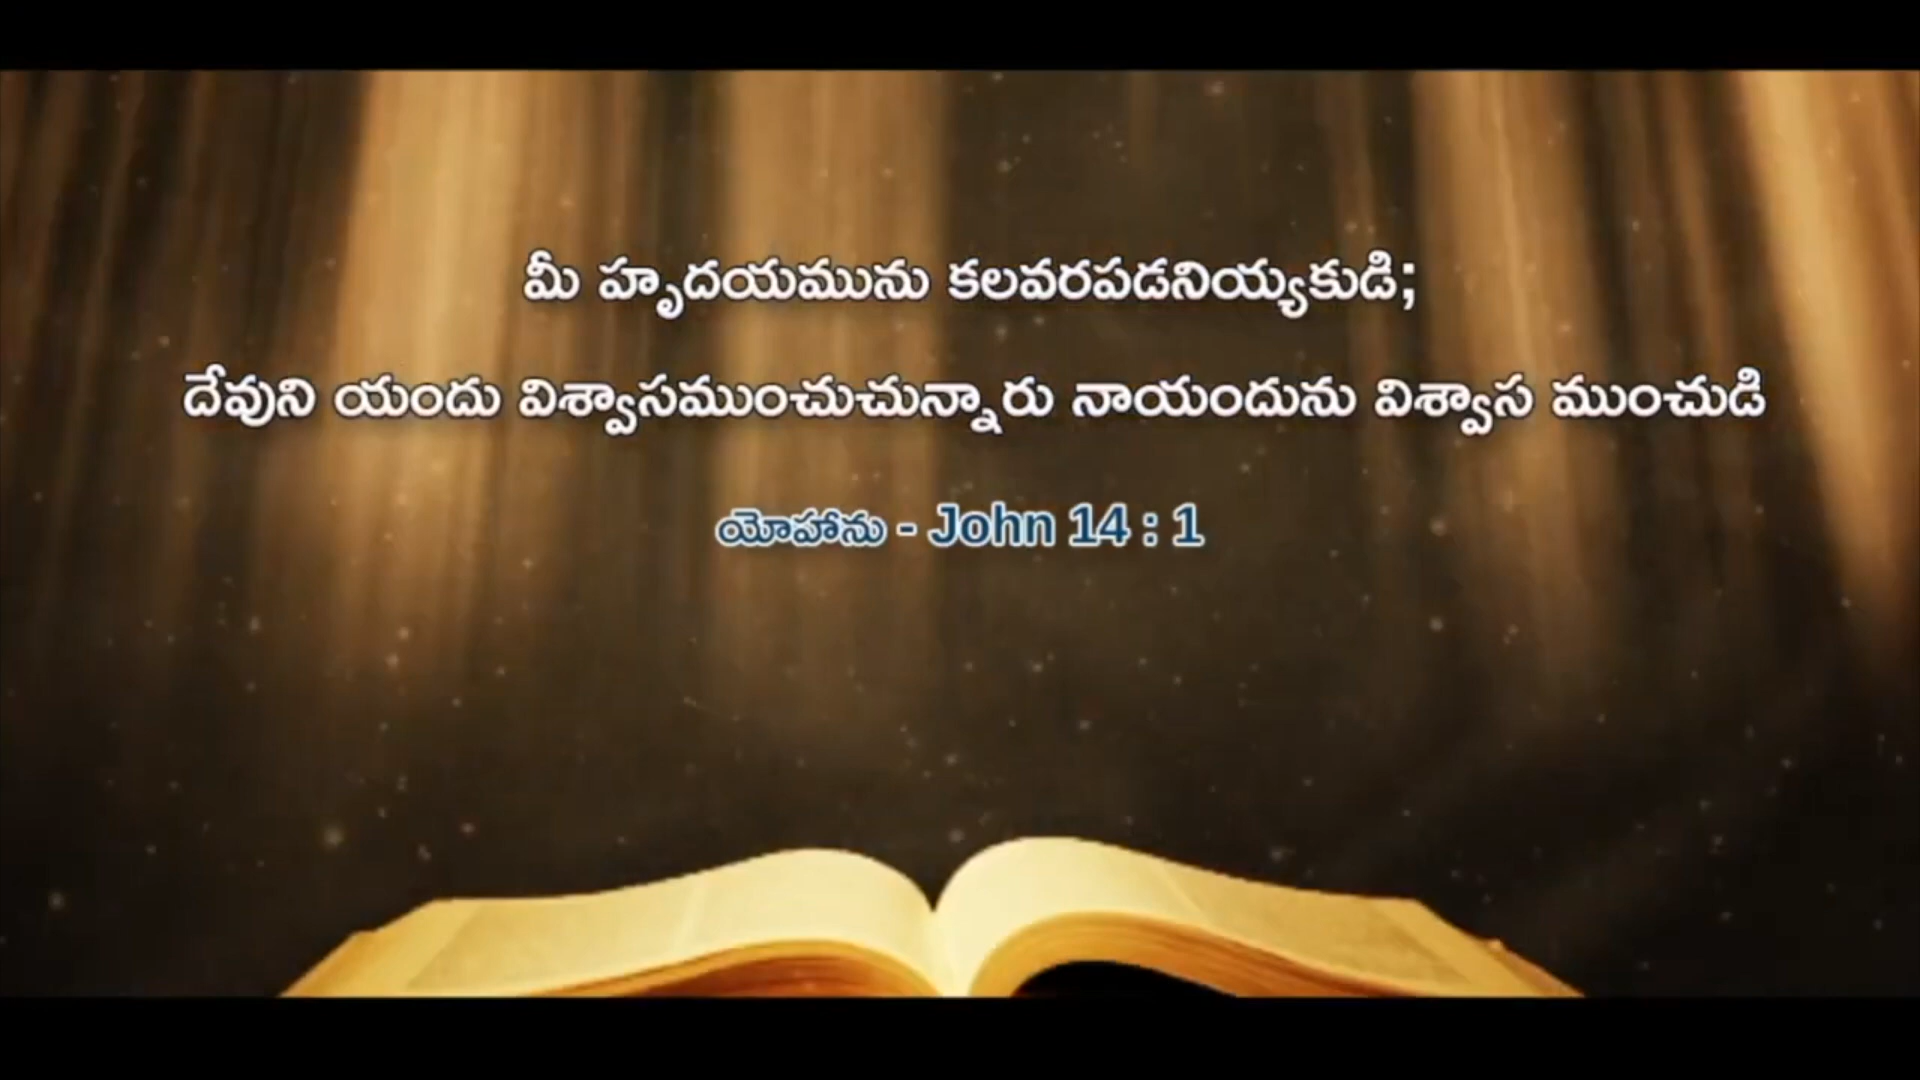 మీ హృదయమును కలవరపడనియ్యకుడి;
దేవుని యందు విశ్వాసముంచుచున్నారు నాయందును విశ్వాస ముంచుడి
యోహాను - John 14 : 1